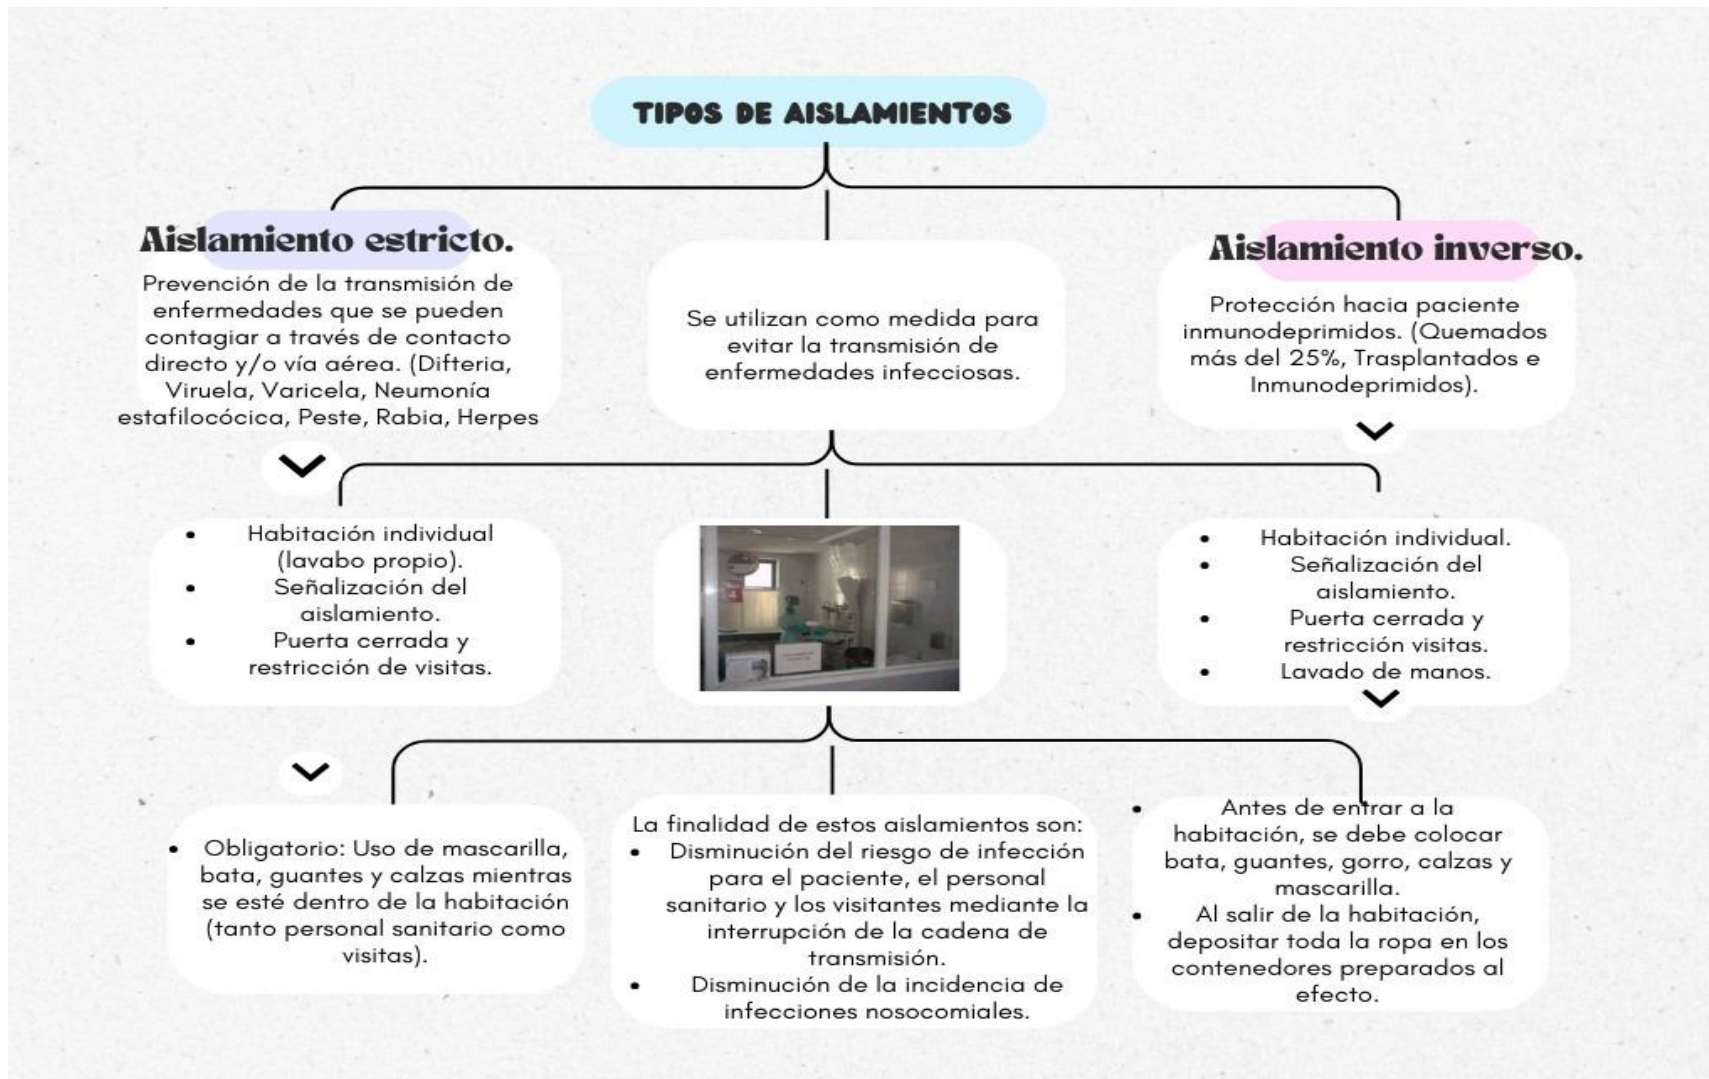 TIPOS DE AISLAMIENTOS
Aislamiento estricto.
Prevención de la transmisión de
enfermedades que se pueden
contagiar a través de contacto
directo y/o vía aérea. (Difteria,
Viruela, Varicela, Neumonía
estafilocócica, Peste, Rabia, Herpes
Se utilizan como medida para
evitar la transmisión de
enfermedades infecciosas.
Aislamiento inverso.
Protección hacia paciente
inmunodeprimidos. (Quemados
más del 25%, Trasplantados e
Inmunodeprimidos).
• Habitación individual
(lavabo propio).
• Señalización del
aislamiento.
• Puerta cerrada y
restricción de visitas.
4
• Habitación individual.
• Señalización del
aislamiento.
• Puerta cerrada y
restricción visitas.
• Lavado de manos.
• Obligatorio: Uso de mascarilla,
bata, guantes y calzas mientras
se esté dentro de la habitación
(tanto personal sanitario como
visitas).
La finalidad de estos aislamientos son:
• Disminución del riesgo de infección
para el paciente, el personal
sanitario y los visitantes mediante la
interrupción de la cadena de
transmisión.
• Disminución de la incidencia de
infecciones nosocomiales.
• Antes de entrar a la
habitación, se debe colocar
bata, guantes, gorro, calzas y
mascarilla.
• Al salir de la habitación,
depositar toda la ropa en los
contenedores preparados al
efecto.